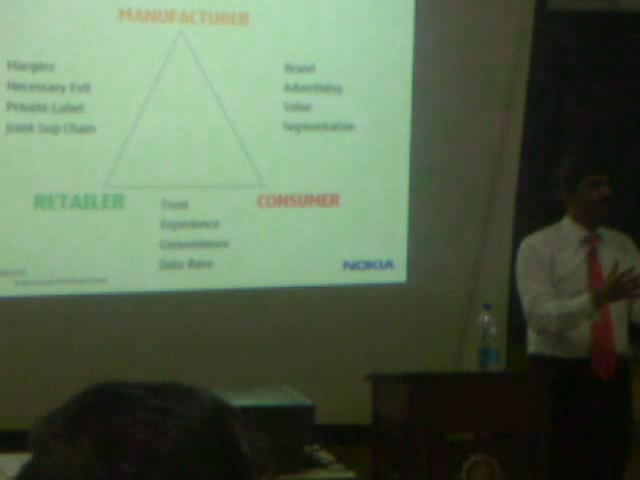 MANUFACTURER
Margins
Necessary Evil
Private Label
Joint Sup Chain
Brand
Advertising
Value
Segmentation
RETAILER
CONSUMER
Trust
Experience
Convenience
Data Base
NOKIA